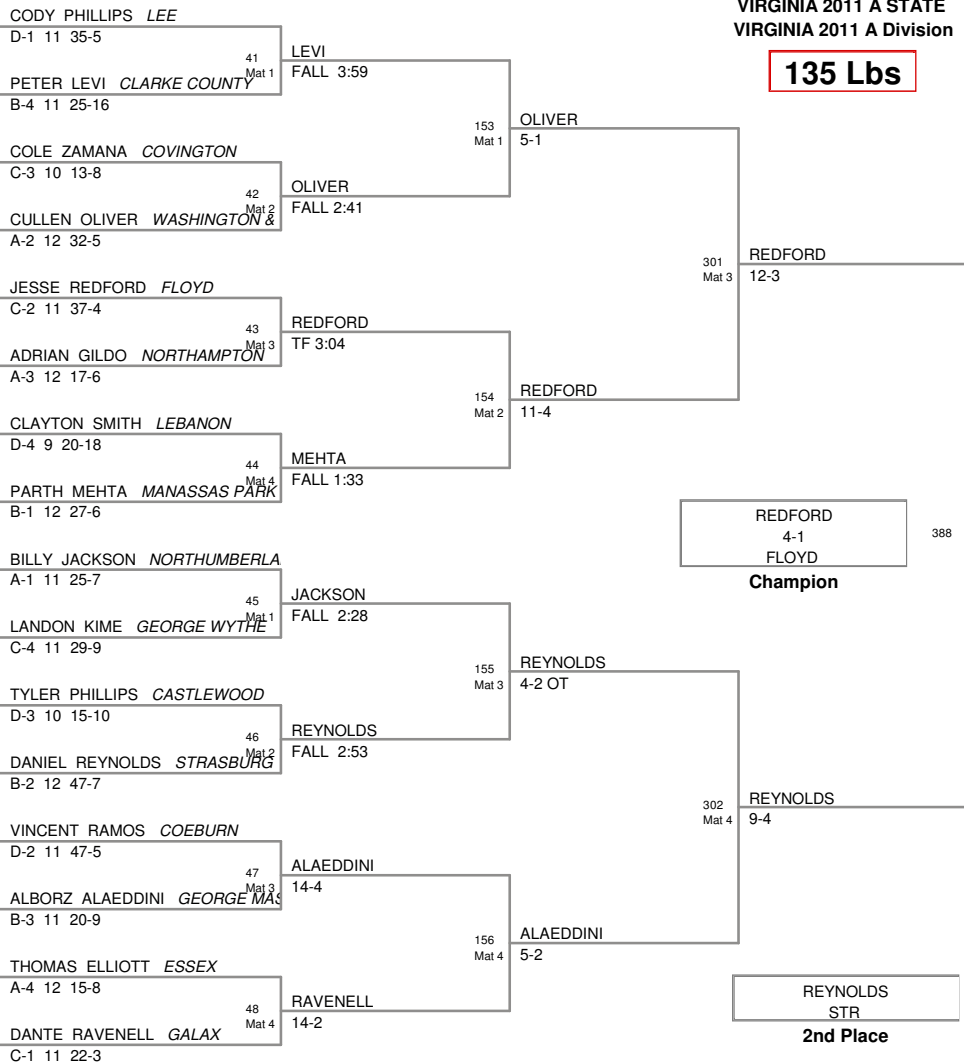 VIRGINIA 2011 A STATE
VIRGINIA 2011 A Division
135 Lbs
CODY PHILLIPS LEE
D-1 11 35-5
41
Mat 1
LEVI
FALL 3:59
PETER LEVI CLARKE COUNTY
B-4 11 25-16
153
Mat 1
OLIVER
5-1
COLE ZAMANA COVINGTON
C-3 10 13-8
42
Mat 2
OLIVER
FALL 2:41
CULLEN OLIVER WASHINGTON &
A-2 12 32-5
301
Mat 3
REDFORD
12-3
JESSE REDFORD FLOYD
C-2 11 37-4
43
Mat 3
REDFORD
TF 3:04
ADRIAN GILDO NORTHAMPTON
A-3 12 17-6
154
Mat 2
REDFORD
11-4
CLAYTON SMITH LEBANON
D-4 9 20-18
44
Mat 4
MEHTA
FALL 1:33
PARTH MEHTA MANASSAS PARK
B-1 12 27-6
REDFORD
4-1
FLOYD
388
Champion
BILLY JACKSON NORTHUMBERLA
A-1 11 25-7
45
Mat 1
JACKSON
FALL 2:28
LANDON KIME GEORGE WYTHE
C-4 11 29-9
155
Mat 3
REYNOLDS
4-2 OT
TYLER PHILLIPS CASTLEWOOD
D-3 10 15-10
46
Mat 2
REYNOLDS
FALL 2:53
DANIEL REYNOLDS STRASBURG
B-2 12 47-7
302
Mat 4
REYNOLDS
9-4
VINCENT RAMOS COEBURN
D-2 11 47-5
47
Mat 3
ALAEDDINI
14-4
ALBORZ ALAEDDINI GEORGE MAS
B-3 11 20-9
156
Mat 4
ALAEDDINI
5-2
THOMAS ELLIOTT ESSEX
A-4 12 15-8
48
Mat 4
RAVENELL
14-2
DANTE RAVENELL GALAX
C-1 11 22-3
REYNOLDS
STR
2nd Place